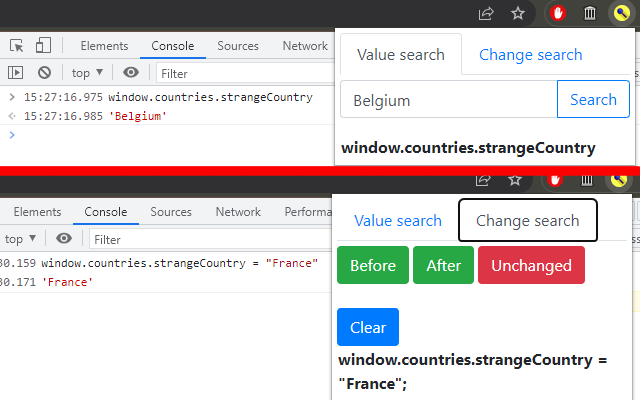 Elements Console Sources Network
top ▼ Filter
15:27:16.975 window.countries.strangeCountry
15:27:16.985 'Belgium'
Value search Change search
Belgium Search
window.countries.strangeCountry
Elements Console Sources Network Performa
top ▼ Filter
30.159 window.countries.strangeCountry = "France"
30.171 'France'
Value search Change search
Before After Unchanged
Clear
window.countries.strangeCountry =
"France";